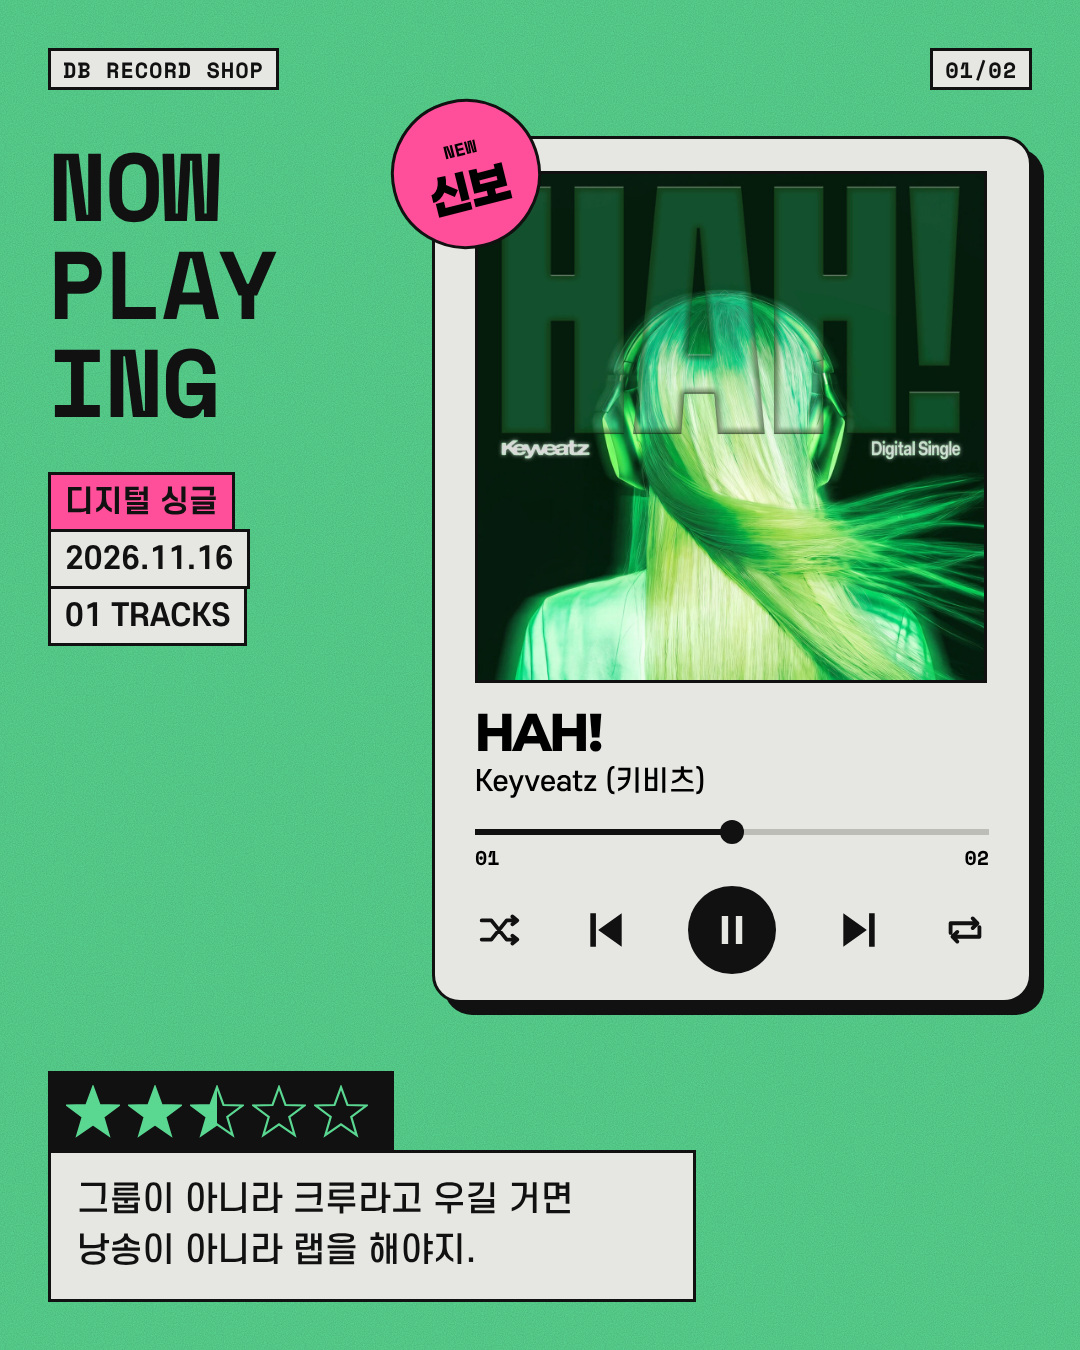 DB RECORD SHOP
01/02
NOW
PLAY
ING
디지털 싱글
2026.11.16
01 TRACKS
NEW
신보
HAH!
Keyveatz
Digital Single
HAH!
Keyveatz (키비츠)
01
02
그룹이 아니라 크루라고 우길 거면
낭송이 아니라 랩을 해야지.